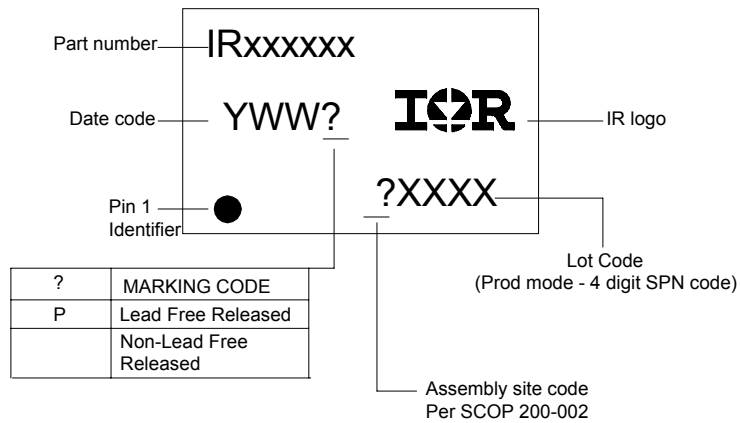 Part number
IRxxxxxx
Date code
YWW?
IOR
IR logo
?XXXX
Pin 1
Identifier
Lot Code
(Prod mode - 4 digit SPN code)
? MARKING CODE
P Lead Free Released
Non-Lead Free
Released
Assembly site code
Per SCOP 200-002